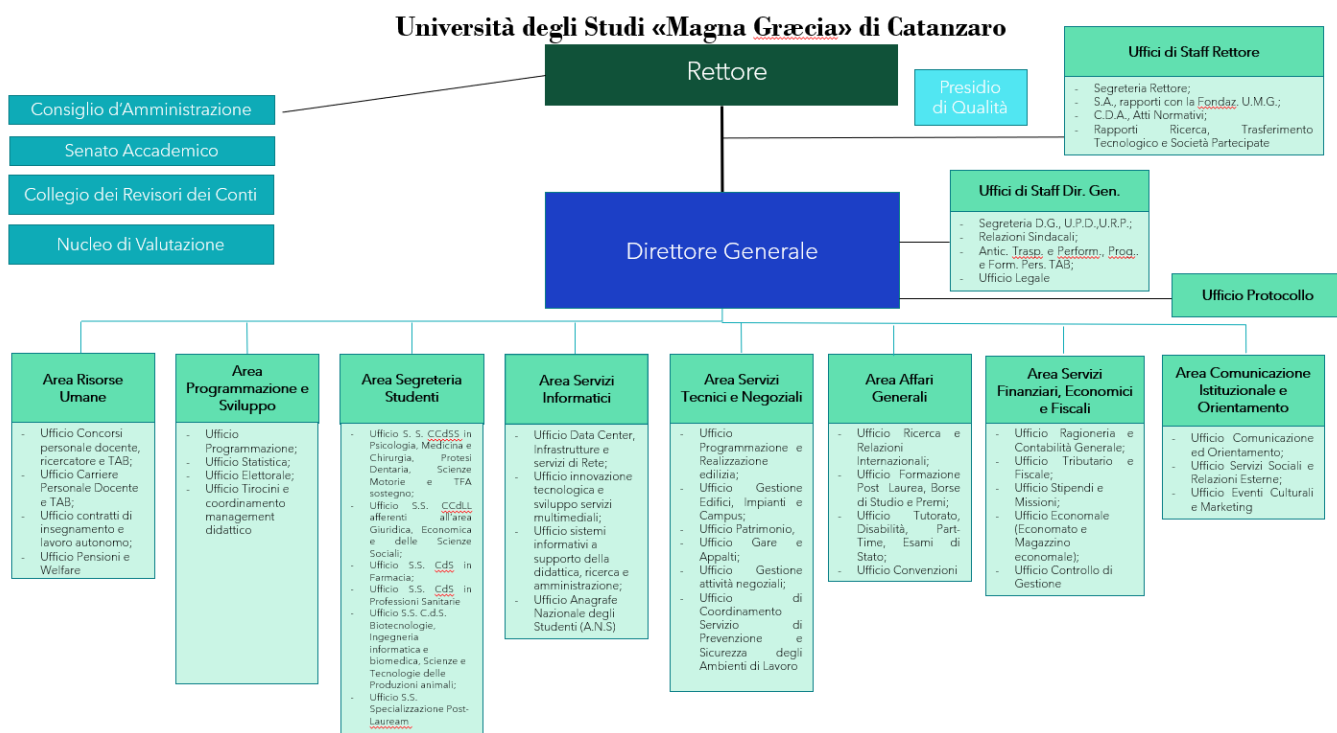 Università degli Studi «Magna Græcia» di Catanzaro
Rettore
Presidio
di Qualità
Uffici di Staff Rettore
- Segreteria Rettore;
- S.A., rapporti con la Fondaz. U.M.G.;
- C.D.A., Atti Normativi;
- Rapporti Ricerca, Trasferimento
Tecnologico e Società Partecipate
Consiglio d'Amministrazione
Senato Accademico
Collegio dei Revisori dei Conti
Nucleo di Valutazione
Direttore Generale
Uffici di Staff Dir. Gen.
- Segreteria D.G., U.P.D.,U.R.P.;
- Relazioni Sindacali;
- Antic. Trasp. e Perform., Prog..
e Form. Pers. TAB;
- Ufficio Legale
Ufficio Protocollo
Area Risorse
Umane
- Ufficio Concorsi
personale docente,
ricercatore e TAB;
- Ufficio Carriere
Personale Docente
e TAB;
- Ufficio contratti di
insegnamento e
lavoro autonomo;
- Ufficio Pensioni e
Welfare
Area
Programmazione e
Sviluppo
- Ufficio
Programmazione;
- Ufficio Statistica;
- Ufficio Elettorale;
- Ufficio Tirocini e
coordinamento
management
didattico
Area Segreteria
Studenti
- Ufficio S. S. CCdSS in
Psicologia, Medicina e
Chirurgia, Protesi
Dentaria, Scienze
Motorie e TFA
sostegno;
- Ufficio S.S. CCdLL
afferenti all'area
Giuridica, Economica
e delle Scienze
Sociali;
- Ufficio S.S. CdS in
Farmacia;
- Ufficio S.S. CdS in
Professioni Sanitarie
- Ufficio S.S. C.d.S.
Biotecnologie,
Ingegneria
informatica e
biomedica, Scienze e
Tecnologie delle
Produzioni animali;
- Ufficio S.S.
Specializzazione Post-
Lauream
Area Servizi
Informatici
- Ufficio Data Center,
Infrastrutture e
servizi di Rete;
- Ufficio innovazione
tecnologica e
sviluppo servizi
multimediali;
- Ufficio sistemi
informativi a
supporto della
didattica, ricerca e
amministrazione;
- Ufficio Anagrafe
Nazionale degli
Studenti (A.N.S)
Area Servizi
Tecnici e Negoziali
- Ufficio
Programmazione e
Realizzazione
edilizia;
- Ufficio Gestione
Edifici, Impianti e
Campus;
- Ufficio Patrimonio,
- Ufficio Gare e
Appalti;
- Ufficio Gestione
attività negoziali;
- Ufficio di
Coordinamento
Servizio di
Prevenzione e
Sicurezza degli
Ambienti di Lavoro
Area Affari
Generali
- Ufficio Ricerca e
Relazioni
Internazionali;
- Ufficio Formazione
Post Laurea, Borse
di Studio e Premi;
- Ufficio Tutorato,
Disabilità, Part-
Time, Esami di
Stato;
- Ufficio Convenzioni
Area Servizi
Finanziari, Economici
e Fiscali
- Ufficio Ragioneria e
Contabilità Generale;
- Ufficio Tributario e
Fiscale;
- Ufficio Stipendi e
Missioni;
- Ufficio Economale
(Economato e
Magazzino
economale);
- Ufficio Controllo di
Gestione
Area Comunicazione
Istituzionale e
Orientamento
- Ufficio Comunicazione
ed Orientamento;
- Ufficio Servizi Sociali e
Relazioni Esterne;
- Ufficio Eventi Culturali
e Marketing